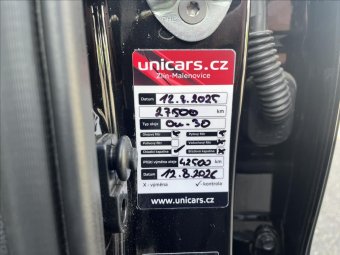 unicars.cz
Zlín-Malenovice
Datum 12.8.2025
27500 km
Typ oleje 0W-30
Olejový filtr Pylový filtr
Palivový filtr Vzduchový filtr
Chladící kapalina Brzdová kapalina
Příští výměna oleje 42500 km
Datum 12.8.2026
X - výměna ✓ - kontrola
www.unicars.cz